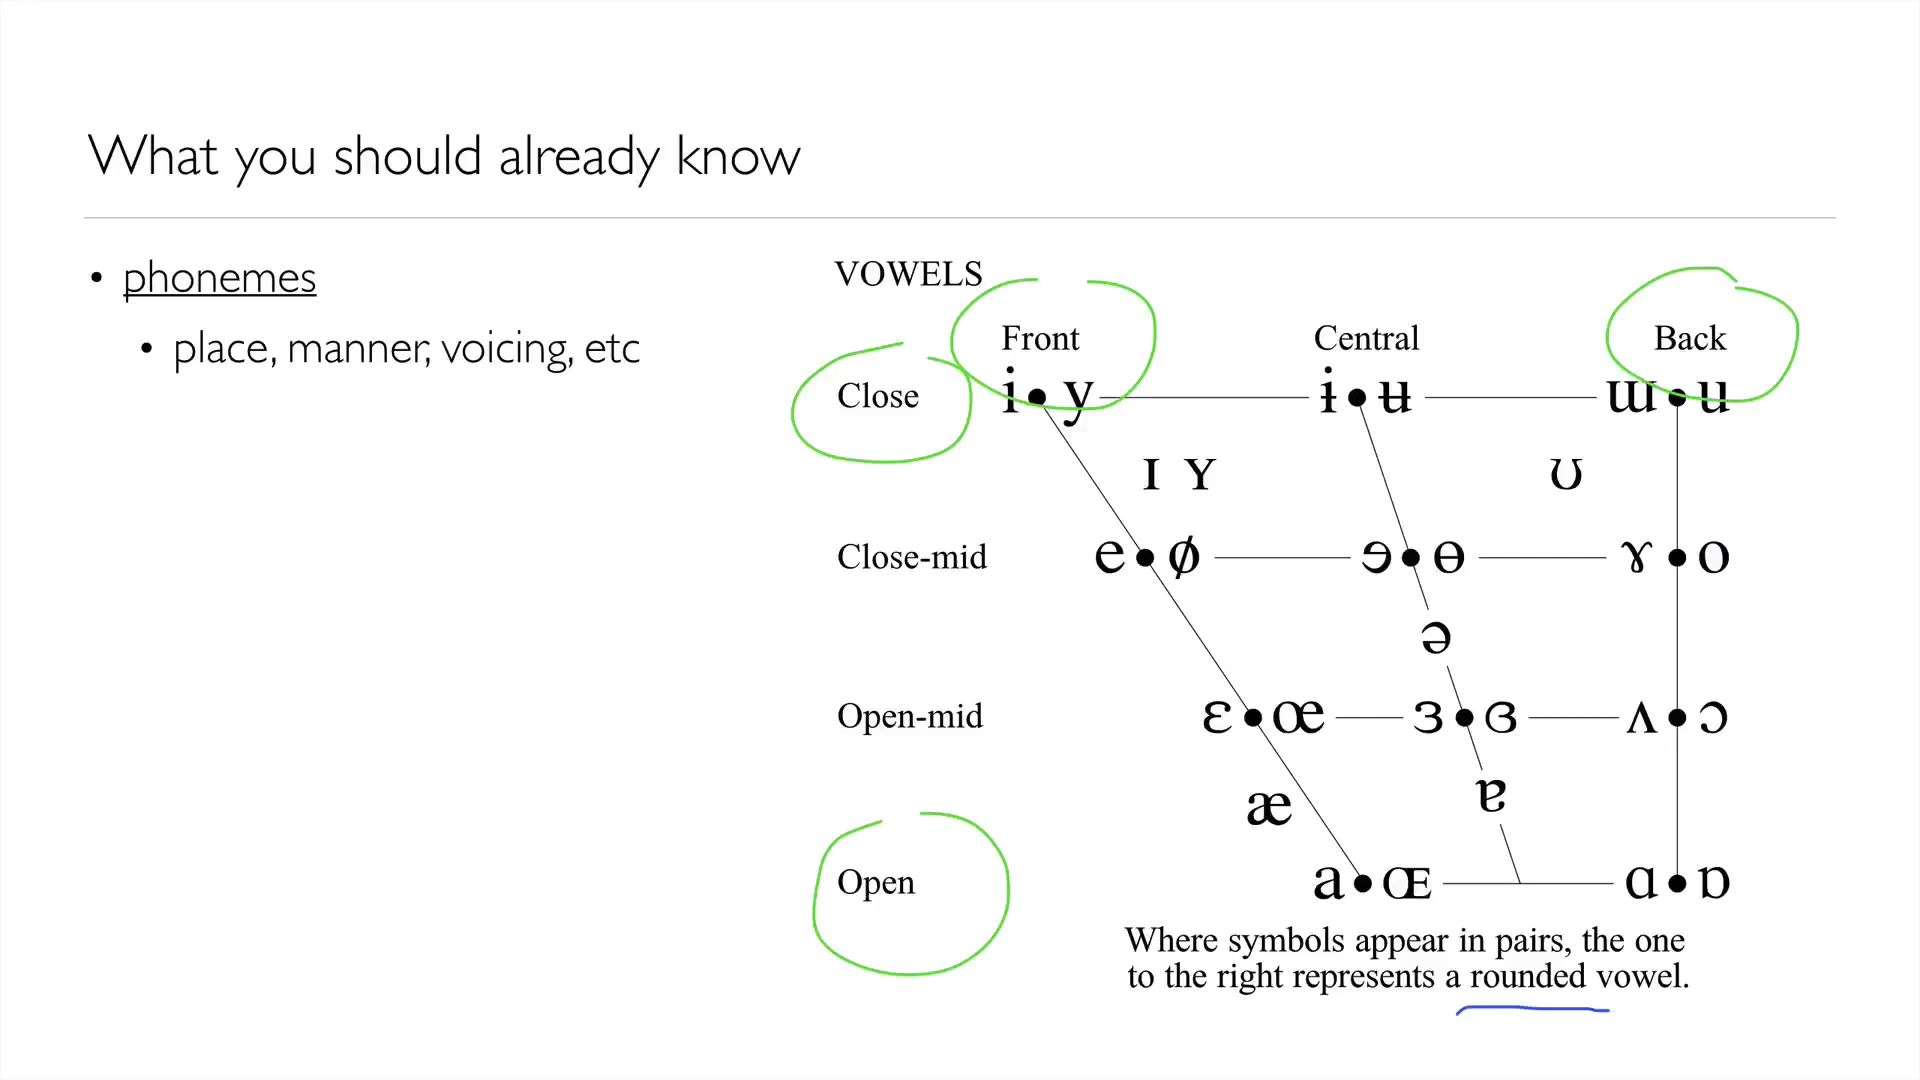 What you should already know
• phonemes
• place, manner, voicing, etc
VOWELS
Front Central Back
Close i • y ɨ • ʉ ɯ • u
ɪ ʏ ʊ
Close-mid e • ø ɘ • ɵ ɤ • o
ə
Open-mid ɛ • œ ɜ • ɞ ʌ • ɔ
æ ɐ
Open a • ɶ ɑ • ɒ
Where symbols appear in pairs, the one
to the right represents a rounded vowel.